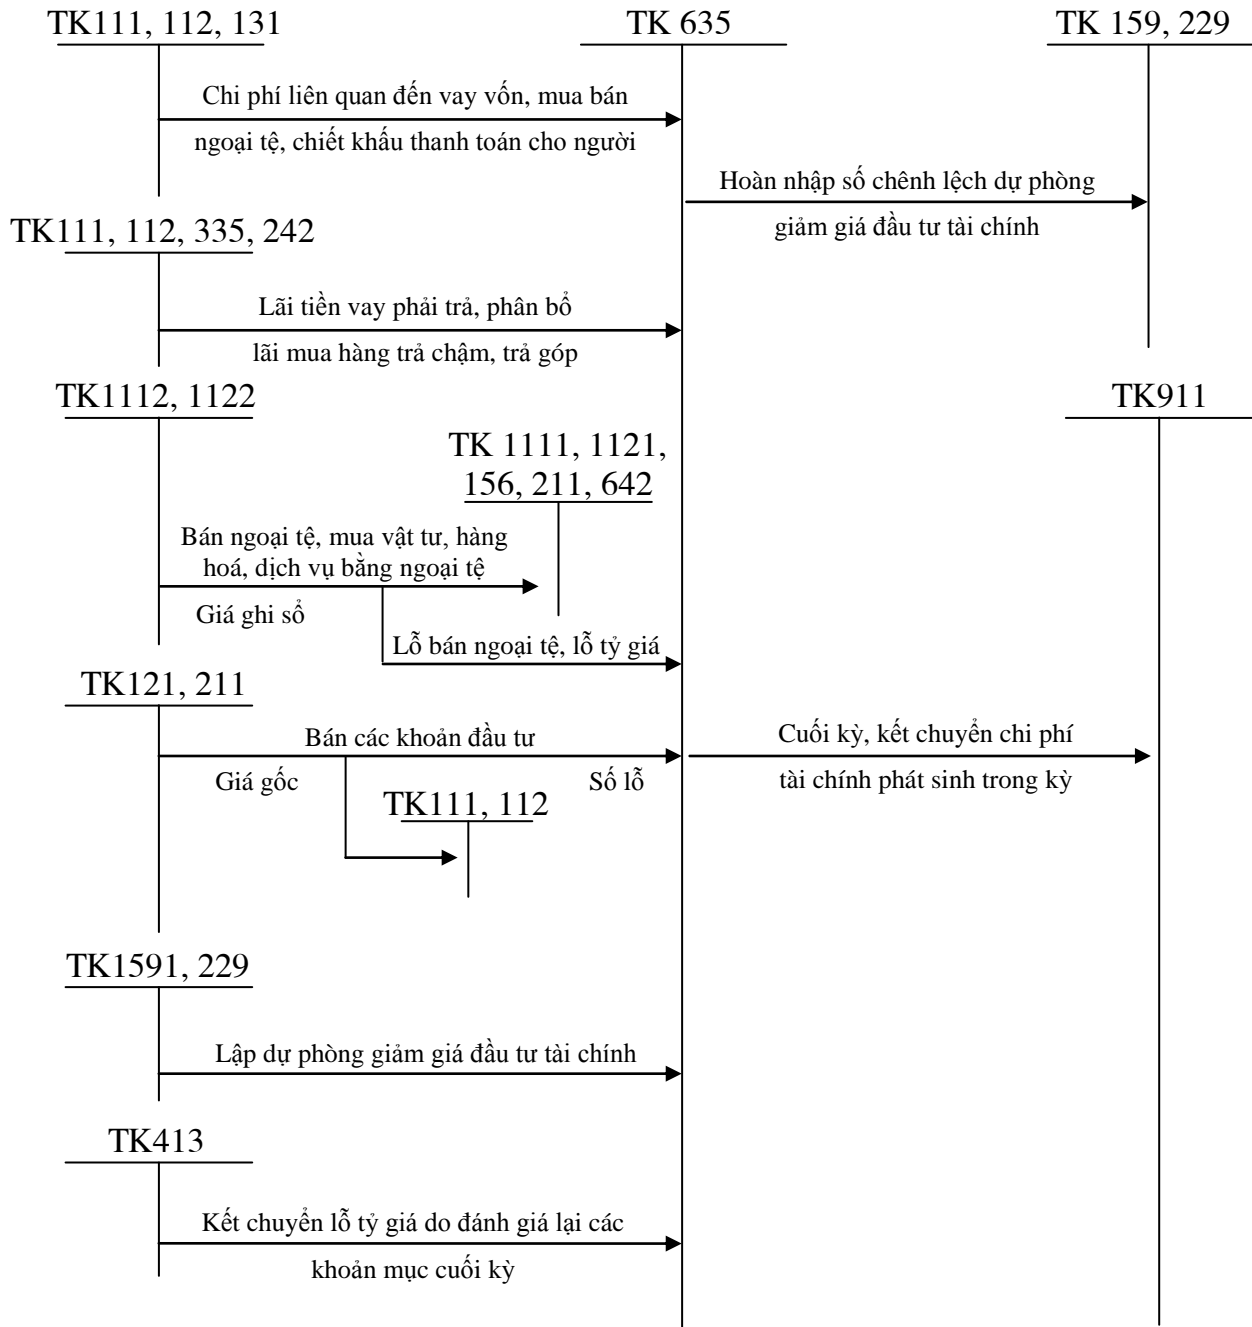 TK111, 112, 131
TK 635
TK 159, 229
Chi phí liên quan đến vay vốn, mua bán
ngoại tệ, chiết khấu thanh toán cho người
Hoàn nhập số chênh lệch dự phòng
giảm giá đầu tư tài chính
TK111, 112, 335, 242
Lãi tiền vay phải trả, phân bổ
lãi mua hàng trả chậm, trả góp
TK1112, 1122
TK911
TK 1111, 1121,
156, 211, 642
Bán ngoại tệ, mua vật tư, hàng
hoá, dịch vụ bằng ngoại tệ
Giá ghi sổ
Lỗ bán ngoại tệ, lỗ tỷ giá
TK121, 211
Bán các khoản đầu tư
Giá gốc
Số lỗ
Cuối kỳ, kết chuyển chi phí
tài chính phát sinh trong kỳ
TK111, 112
TK1591, 229
Lập dự phòng giảm giá đầu tư tài chính
TK413
Kết chuyển lỗ tỷ giá do đánh giá lại các
khoản mục cuối kỳ